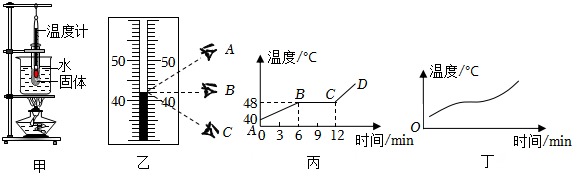 温度计
水
固体
甲
50 50
40 40
A
B
C
乙
温度/℃
48
40
A B C D
0 3 6 9 12
时间/min
丙
温度/℃
O
时间/min
丁